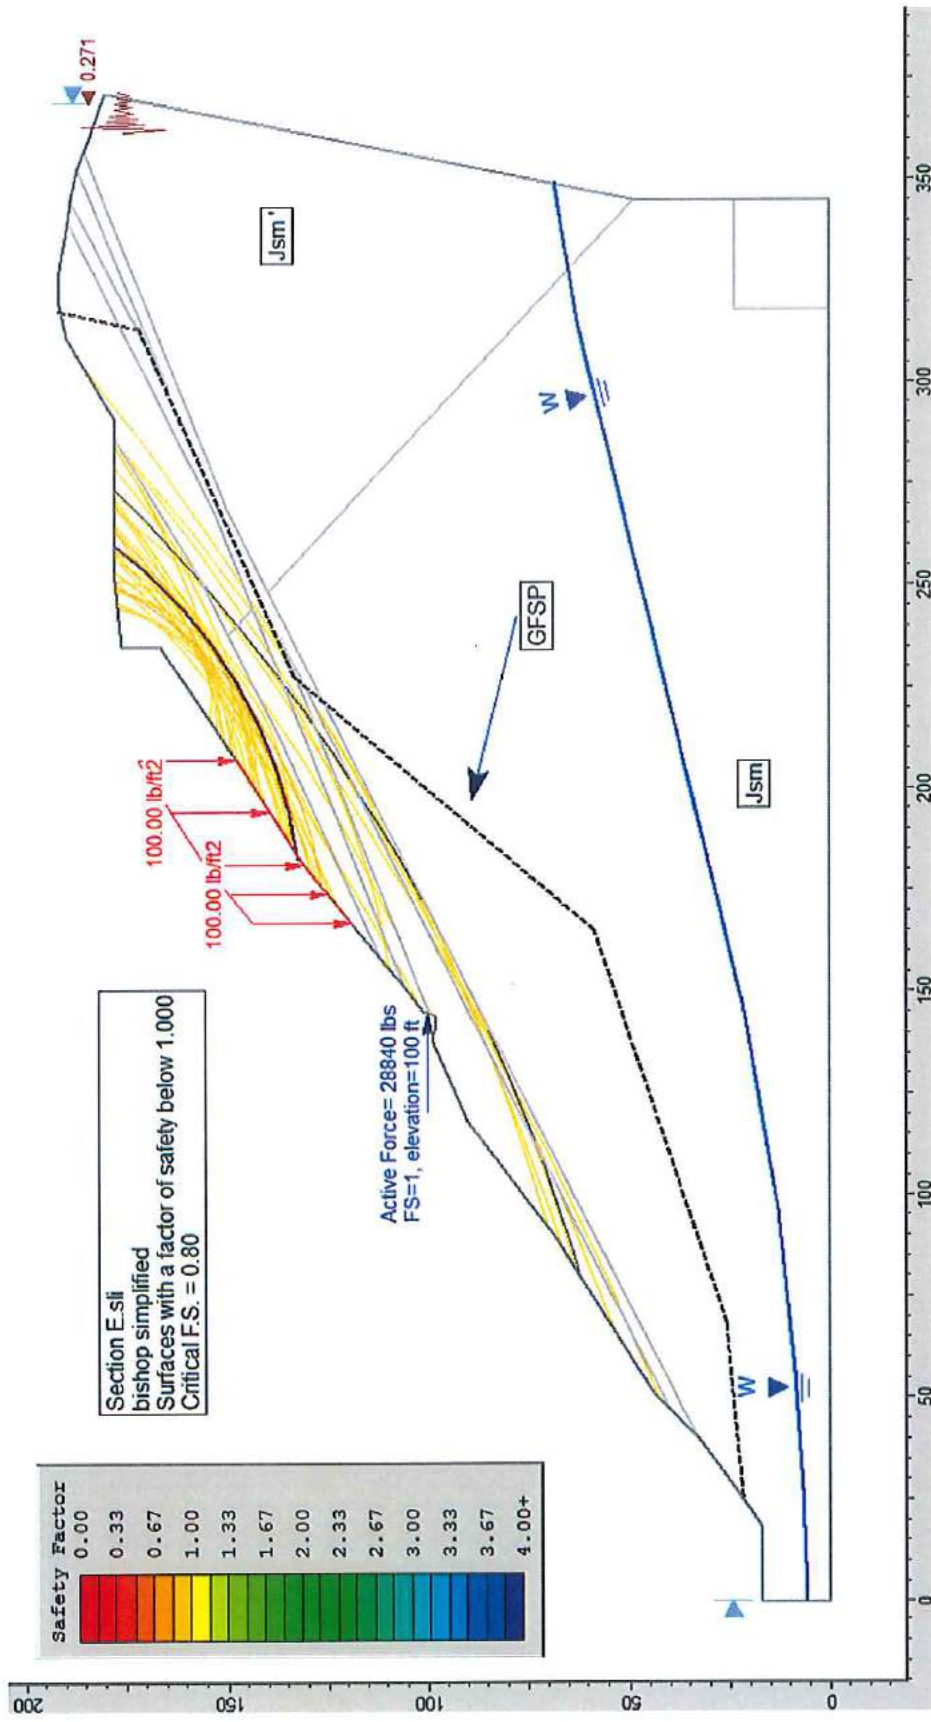 Safety Factor
0.00
0.33
0.67
1.00
1.33
1.67
2.00
2.33
2.67
3.00
3.33
3.67
4.00+
Section E.sli
bishop simplified
Surfaces with a factor of safety below 1.000
Critical F.S. = 0.80
0.271
100.00 lb/ft2
100.00 lb/ft2
Active Force= 28840 lbs
FS=1, elevation=100 ft
Jsm'
GFSP
Jsm
W
W
200
150
100
50
0
0
50
100
150
200
250
300
350